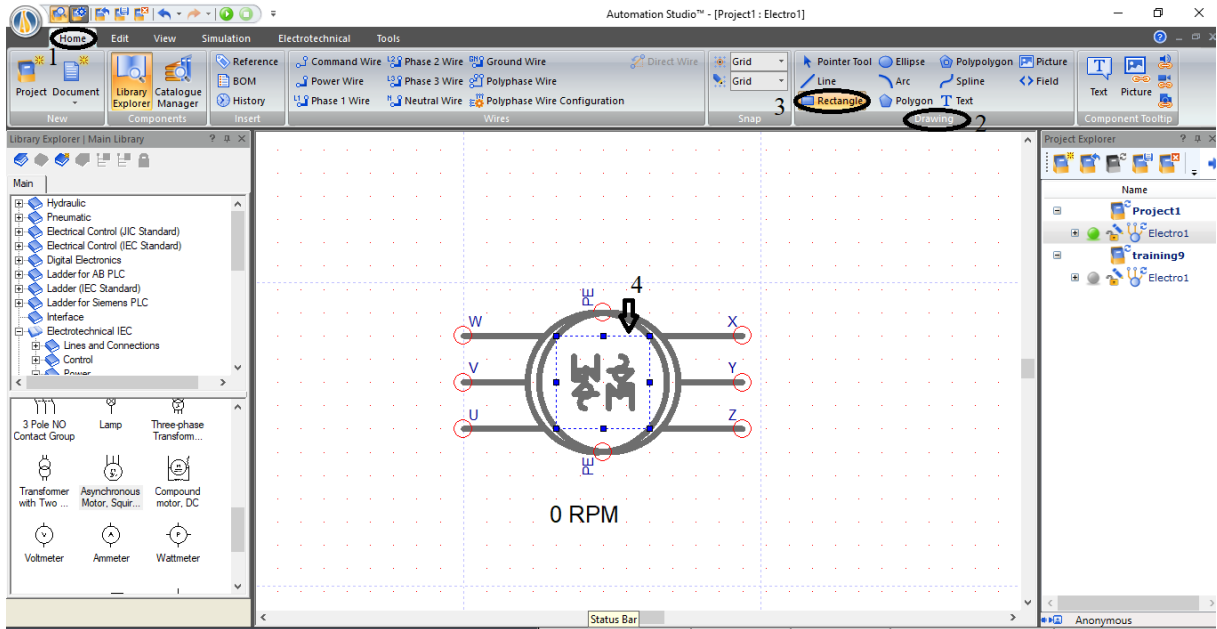 Automation Studio™ - [Project1 : Electro1]
Home Edit View Simulation Electrotechnical Tools
1
Project Document
New
Library Explorer
Catalogue Manager
Components
Reference
BOM
History
Insert
Command Wire Phase 2 Wire Ground Wire Direct Wire
Power Wire Phase 3 Wire Polyphase Wire
Phase 1 Wire Neutral Wire Polyphase Wire Configuration
Wires
Grid
Grid
Snap
3
Pointer Tool Ellipse Polypolygon Picture
Line Arc Spline Field
Rectangle Polygon Text
Drawing
2
Text Picture
Component Tooltip
Library Explorer | Main Library
Main
Hydraulic
Pneumatic
Electrical Control (JIC Standard)
Electrical Control (IEC Standard)
Digital Electronics
Ladder for AB PLC
Ladder (IEC Standard)
Ladder for Siemens PLC
Interface
Electrotechnical IEC
Lines and Connections
Control
Power
3 Pole NO Contact Group
Lamp
Three-phase Transform...
Transformer with Two ...
Asynchronous Motor, Squir...
Compound motor, DC
Voltmeter Ammeter Wattmeter
PE
4
W X
V Y
U Z
PE
0 RPM
Status Bar
Project Explorer
Name
Project1
Electro1
training9
Electro1
Anonymous